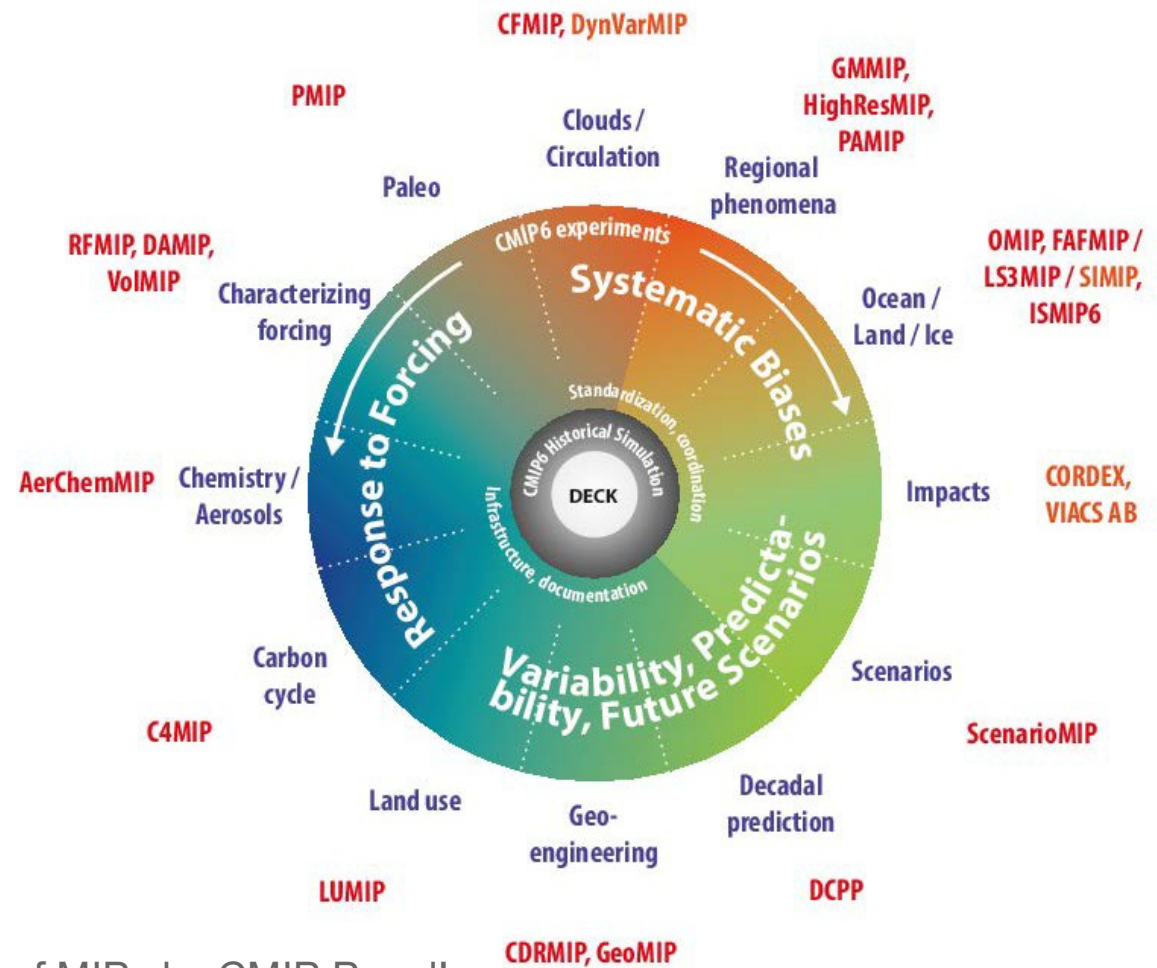 CFMIP, DynVarMIP
GMMIP,
HighResMIP,
PAMIP
PMIP
Clouds /
Circulation
Regional
phenomena
Paleo
RFMIP, DAMIP,
VolMIP
OMIP, FAFMIP /
LS3MIP / SIMIP,
ISMIP6
Characterizing
forcing
Ocean /
Land / Ice
CMIP6 experiments
Systematic Biases
Response to Forcing
Standardization, coordination
CMIP6 Historical Simulation
DECK
Infrastructure, documentation
AerChemMIP
Chemistry /
Aerosols
Impacts
CORDEX,
VIACS AB
Variability, Predicta-
bility, Future Scenarios
Carbon
cycle
Scenarios
C4MIP
ScenarioMIP
Land use
Geo-
engineering
Decadal
prediction
LUMIP
DCPP
CDRMIP, GeoMIP